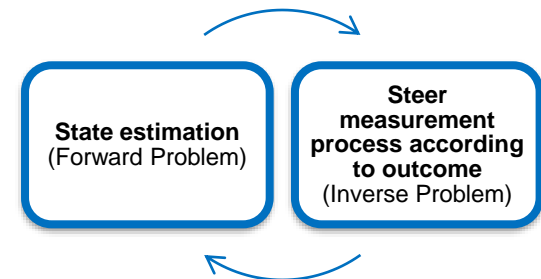 State estimation
(Forward Problem)
Steer
measurement
process according
to outcome
(Inverse Problem)